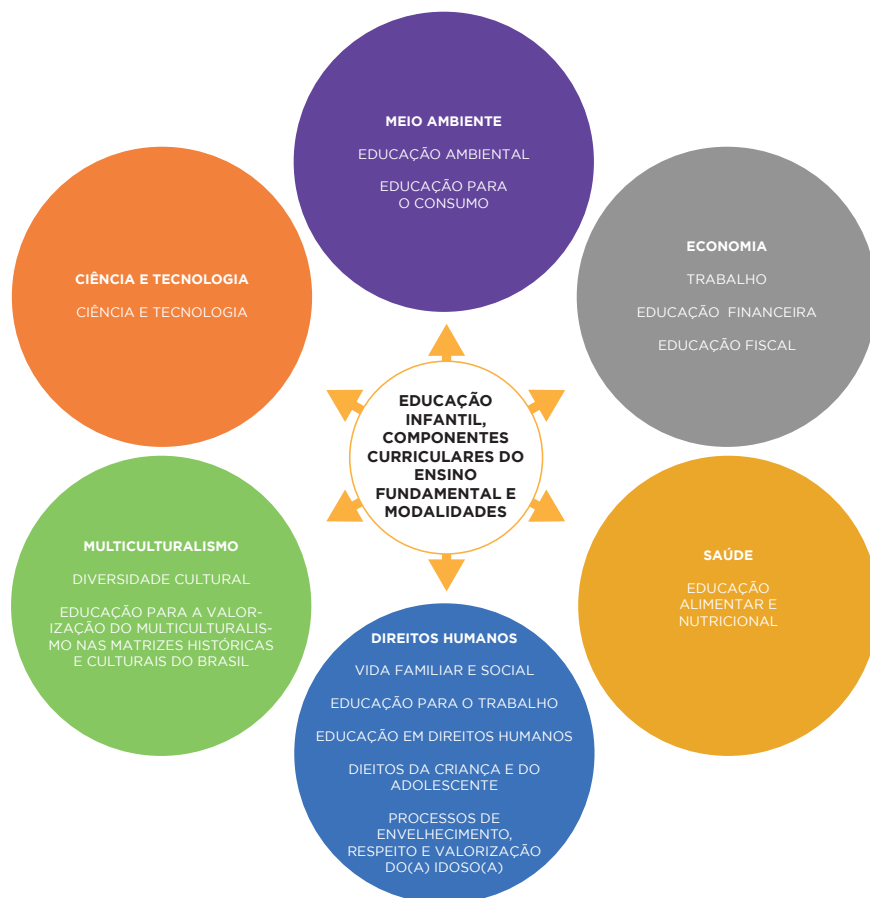 MEIO AMBIENTE
EDUCAÇÃO AMBIENTAL
EDUCAÇÃO PARA
O CONSUMO
CIÊNCIA E TECNOLOGIA
CIÊNCIA E TECNOLOGIA
ECONOMIA
TRABALHO
EDUCAÇÃO FINANCEIRA
EDUCAÇÃO FISCAL
EDUCAÇÃO
INFANTIL,
COMPONENTES
CURRICULARES DO
ENSINO
FUNDAMENTAL E
MODALIDADES
MULTICULTURALISMO
DIVERSIDADE CULTURAL
EDUCAÇÃO PARA A VALOR-
IZAÇÃO DO MULTICULTURALIS-
MO NAS MATRIZES HISTÓRICAS
E CULTURAIS DO BRASIL
SAÚDE
EDUCAÇÃO
ALIMENTAR E
NUTRICIONAL
DIREITOS HUMANOS
VIDA FAMILIAR E SOCIAL
EDUCAÇÃO PARA O TRABALHO
EDUCAÇÃO EM DIREITOS HUMANOS
DIEITOS DA CRIANÇA E DO
ADOLESCENTE
PROCESSOS DE
ENVELHECIMENTO,
RESPEITO E VALORIZAÇÃO
DO(A) IDOSO(A)